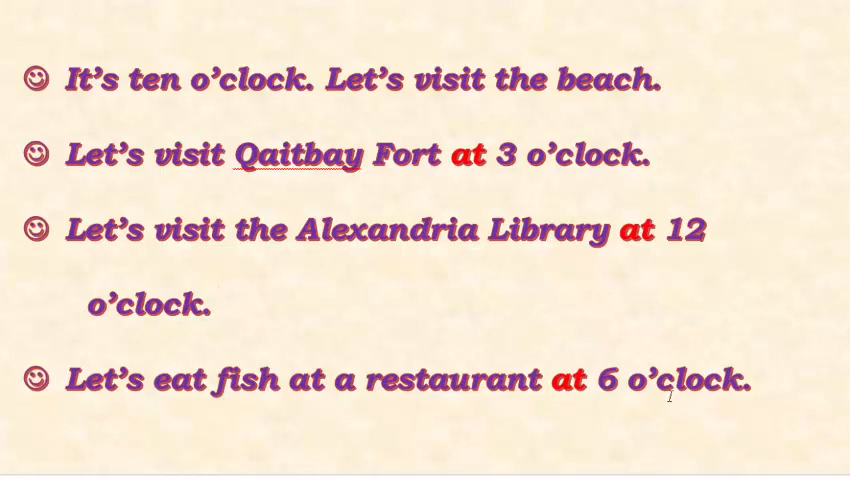 ☺ It's ten o'clock. Let's visit the beach.
☺ Let's visit Qaitbay Fort at 3 o'clock.
☺ Let's visit the Alexandria Library at 12
o'clock.
☺ Let's eat fish at a restaurant at 6 o'clock.